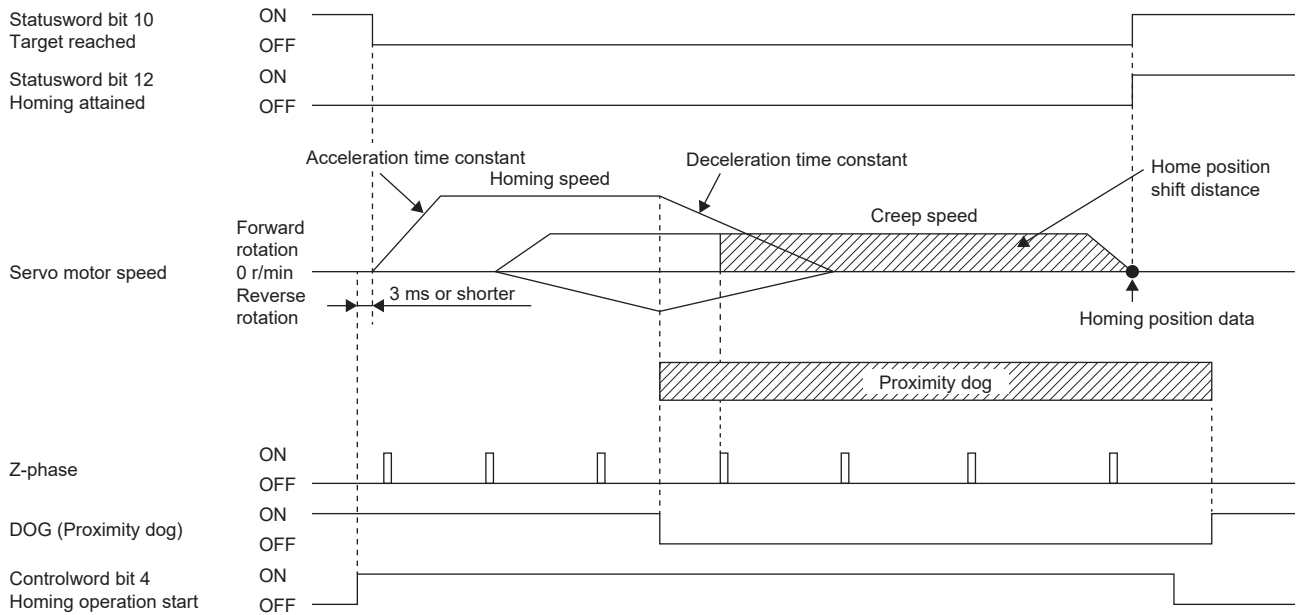 Statusword bit 10
Target reached
ON
OFF
Statusword bit 12
Homing attained
ON
OFF
Acceleration time constant
Homing speed
Deceleration time constant
Home position
shift distance
Creep speed
Servo motor speed
Forward
rotation
0 r/min
Reverse
rotation
3 ms or shorter
Homing position data
Proximity dog
Z-phase
ON
OFF
DOG (Proximity dog)
ON
OFF
Controlword bit 4
Homing operation start
ON
OFF